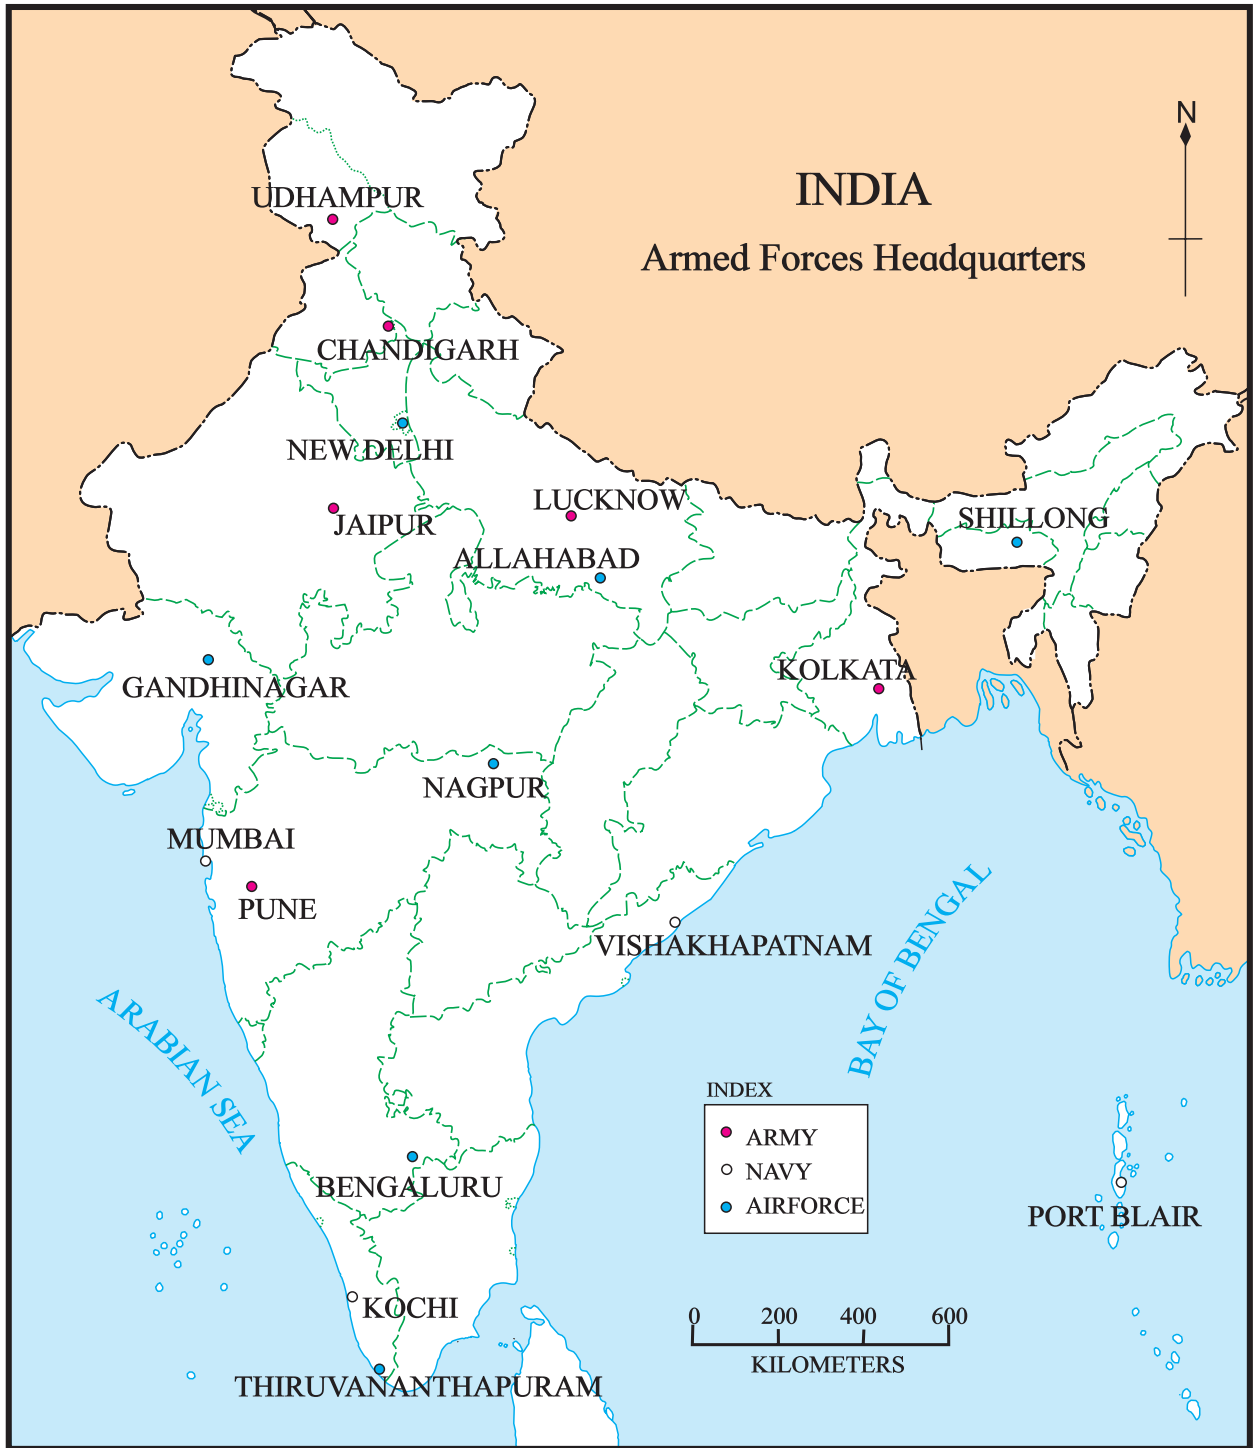 N
INDIA
Armed Forces Headquarters
UDHAMPUR
CHANDIGARH
NEW DELHI
LUCKNOW
JAIPUR
SHILLONG
ALLAHABAD
KOLKATA
GANDHINAGAR
NAGPUR
MUMBAI
PUNE
VISHAKHAPATNAM
BAY OF BENGAL
ARABIAN SEA
INDEX
ARMY
NAVY
AIRFORCE
BENGALURU
PORT BLAIR
KOCHI
0 200 400 600
KILOMETERS
THIRUVANANTHAPURAM